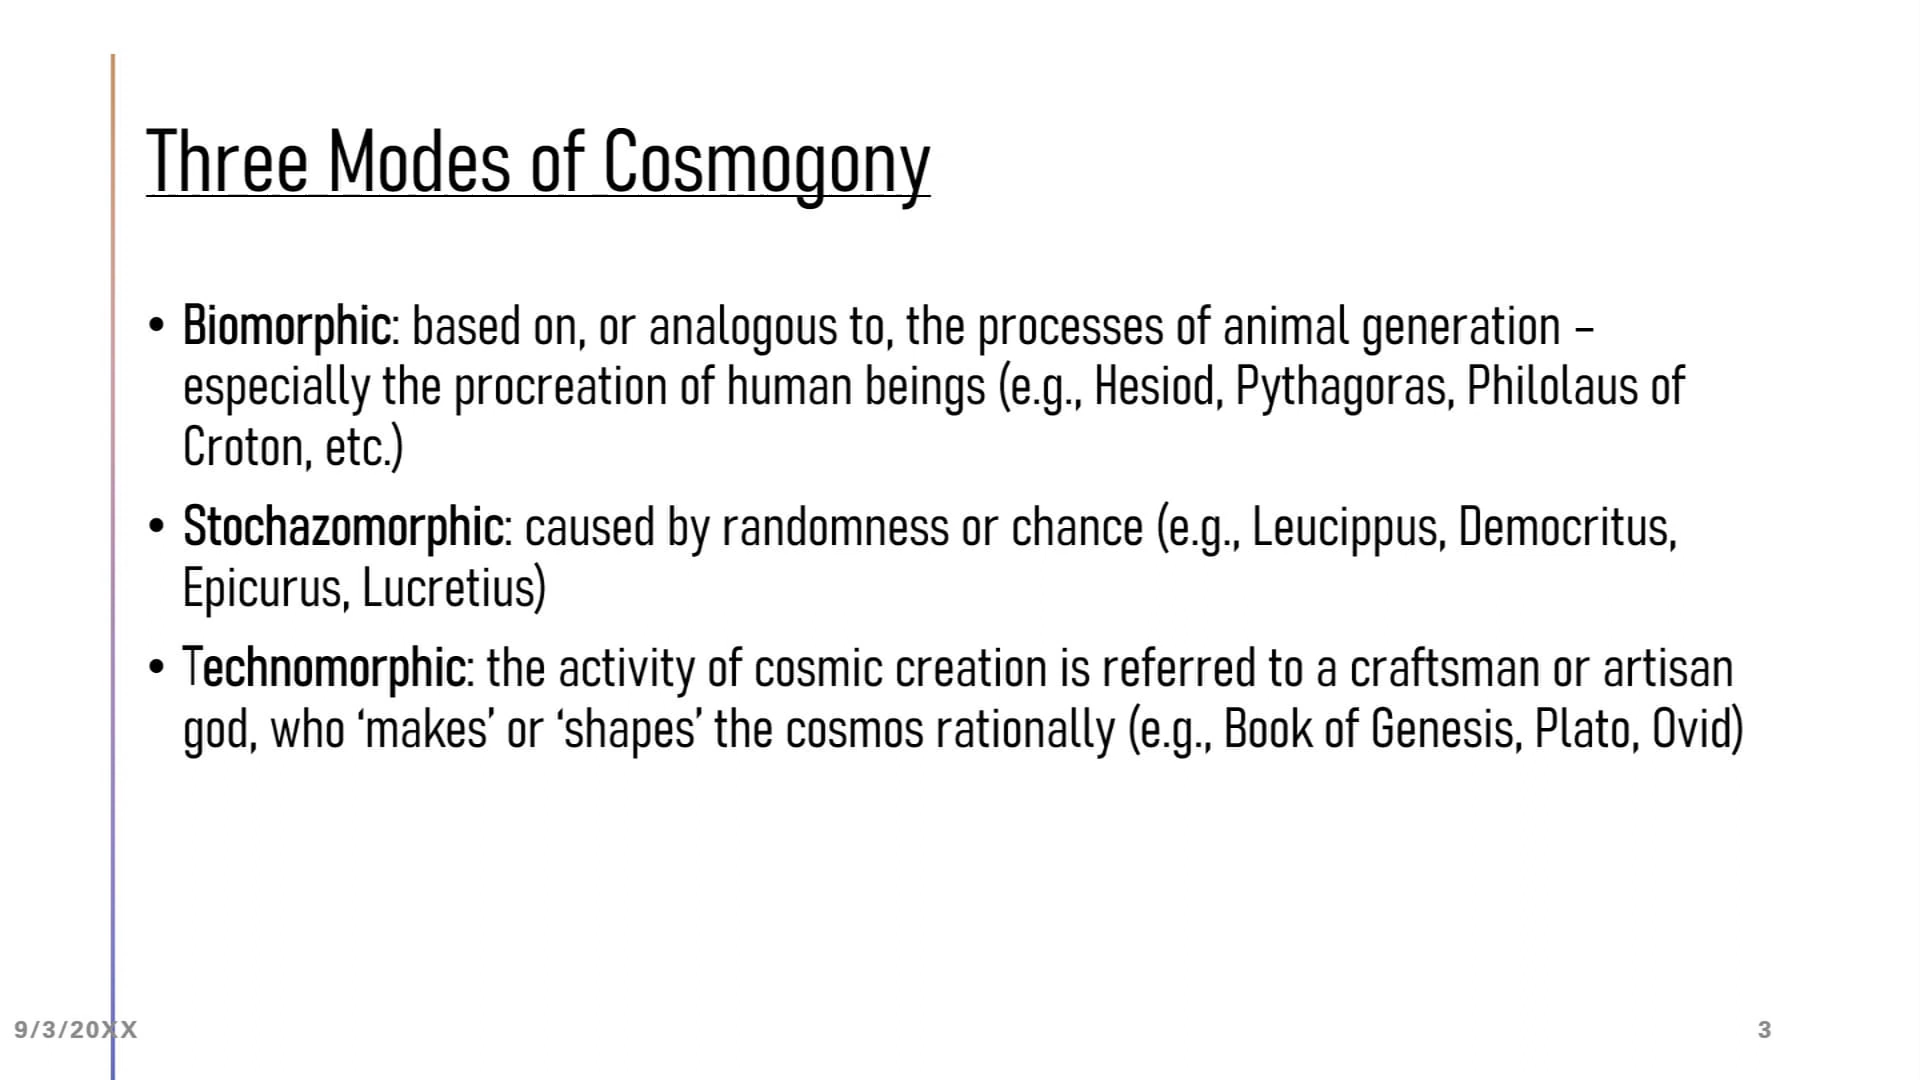 Three Modes of Cosmogony
• Biomorphic: based on, or analogous to, the processes of animal generation –
especially the procreation of human beings (e.g., Hesiod, Pythagoras, Philolaus of
Croton, etc.)
• Stochazomorphic: caused by randomness or chance (e.g., Leucippus, Democritus,
Epicurus, Lucretius)
• Technomorphic: the activity of cosmic creation is referred to a craftsman or artisan
god, who ‘makes’ or ‘shapes’ the cosmos rationally (e.g., Book of Genesis, Plato, Ovid)
9/3/20XX
3